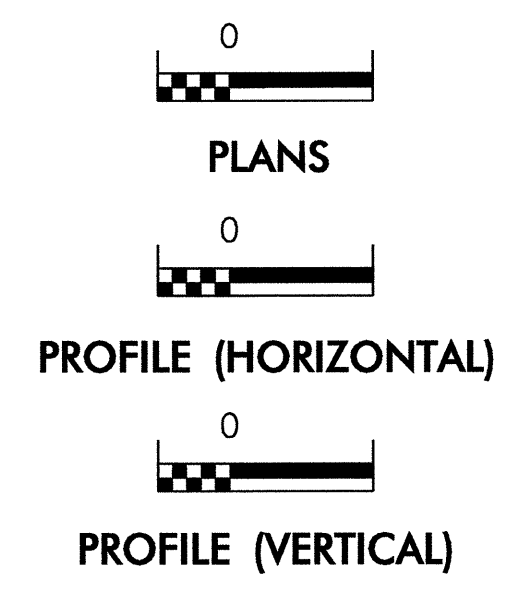 0
PLANS
0
PROFILE (HORIZONTAL)
0
PROFILE (VERTICAL)